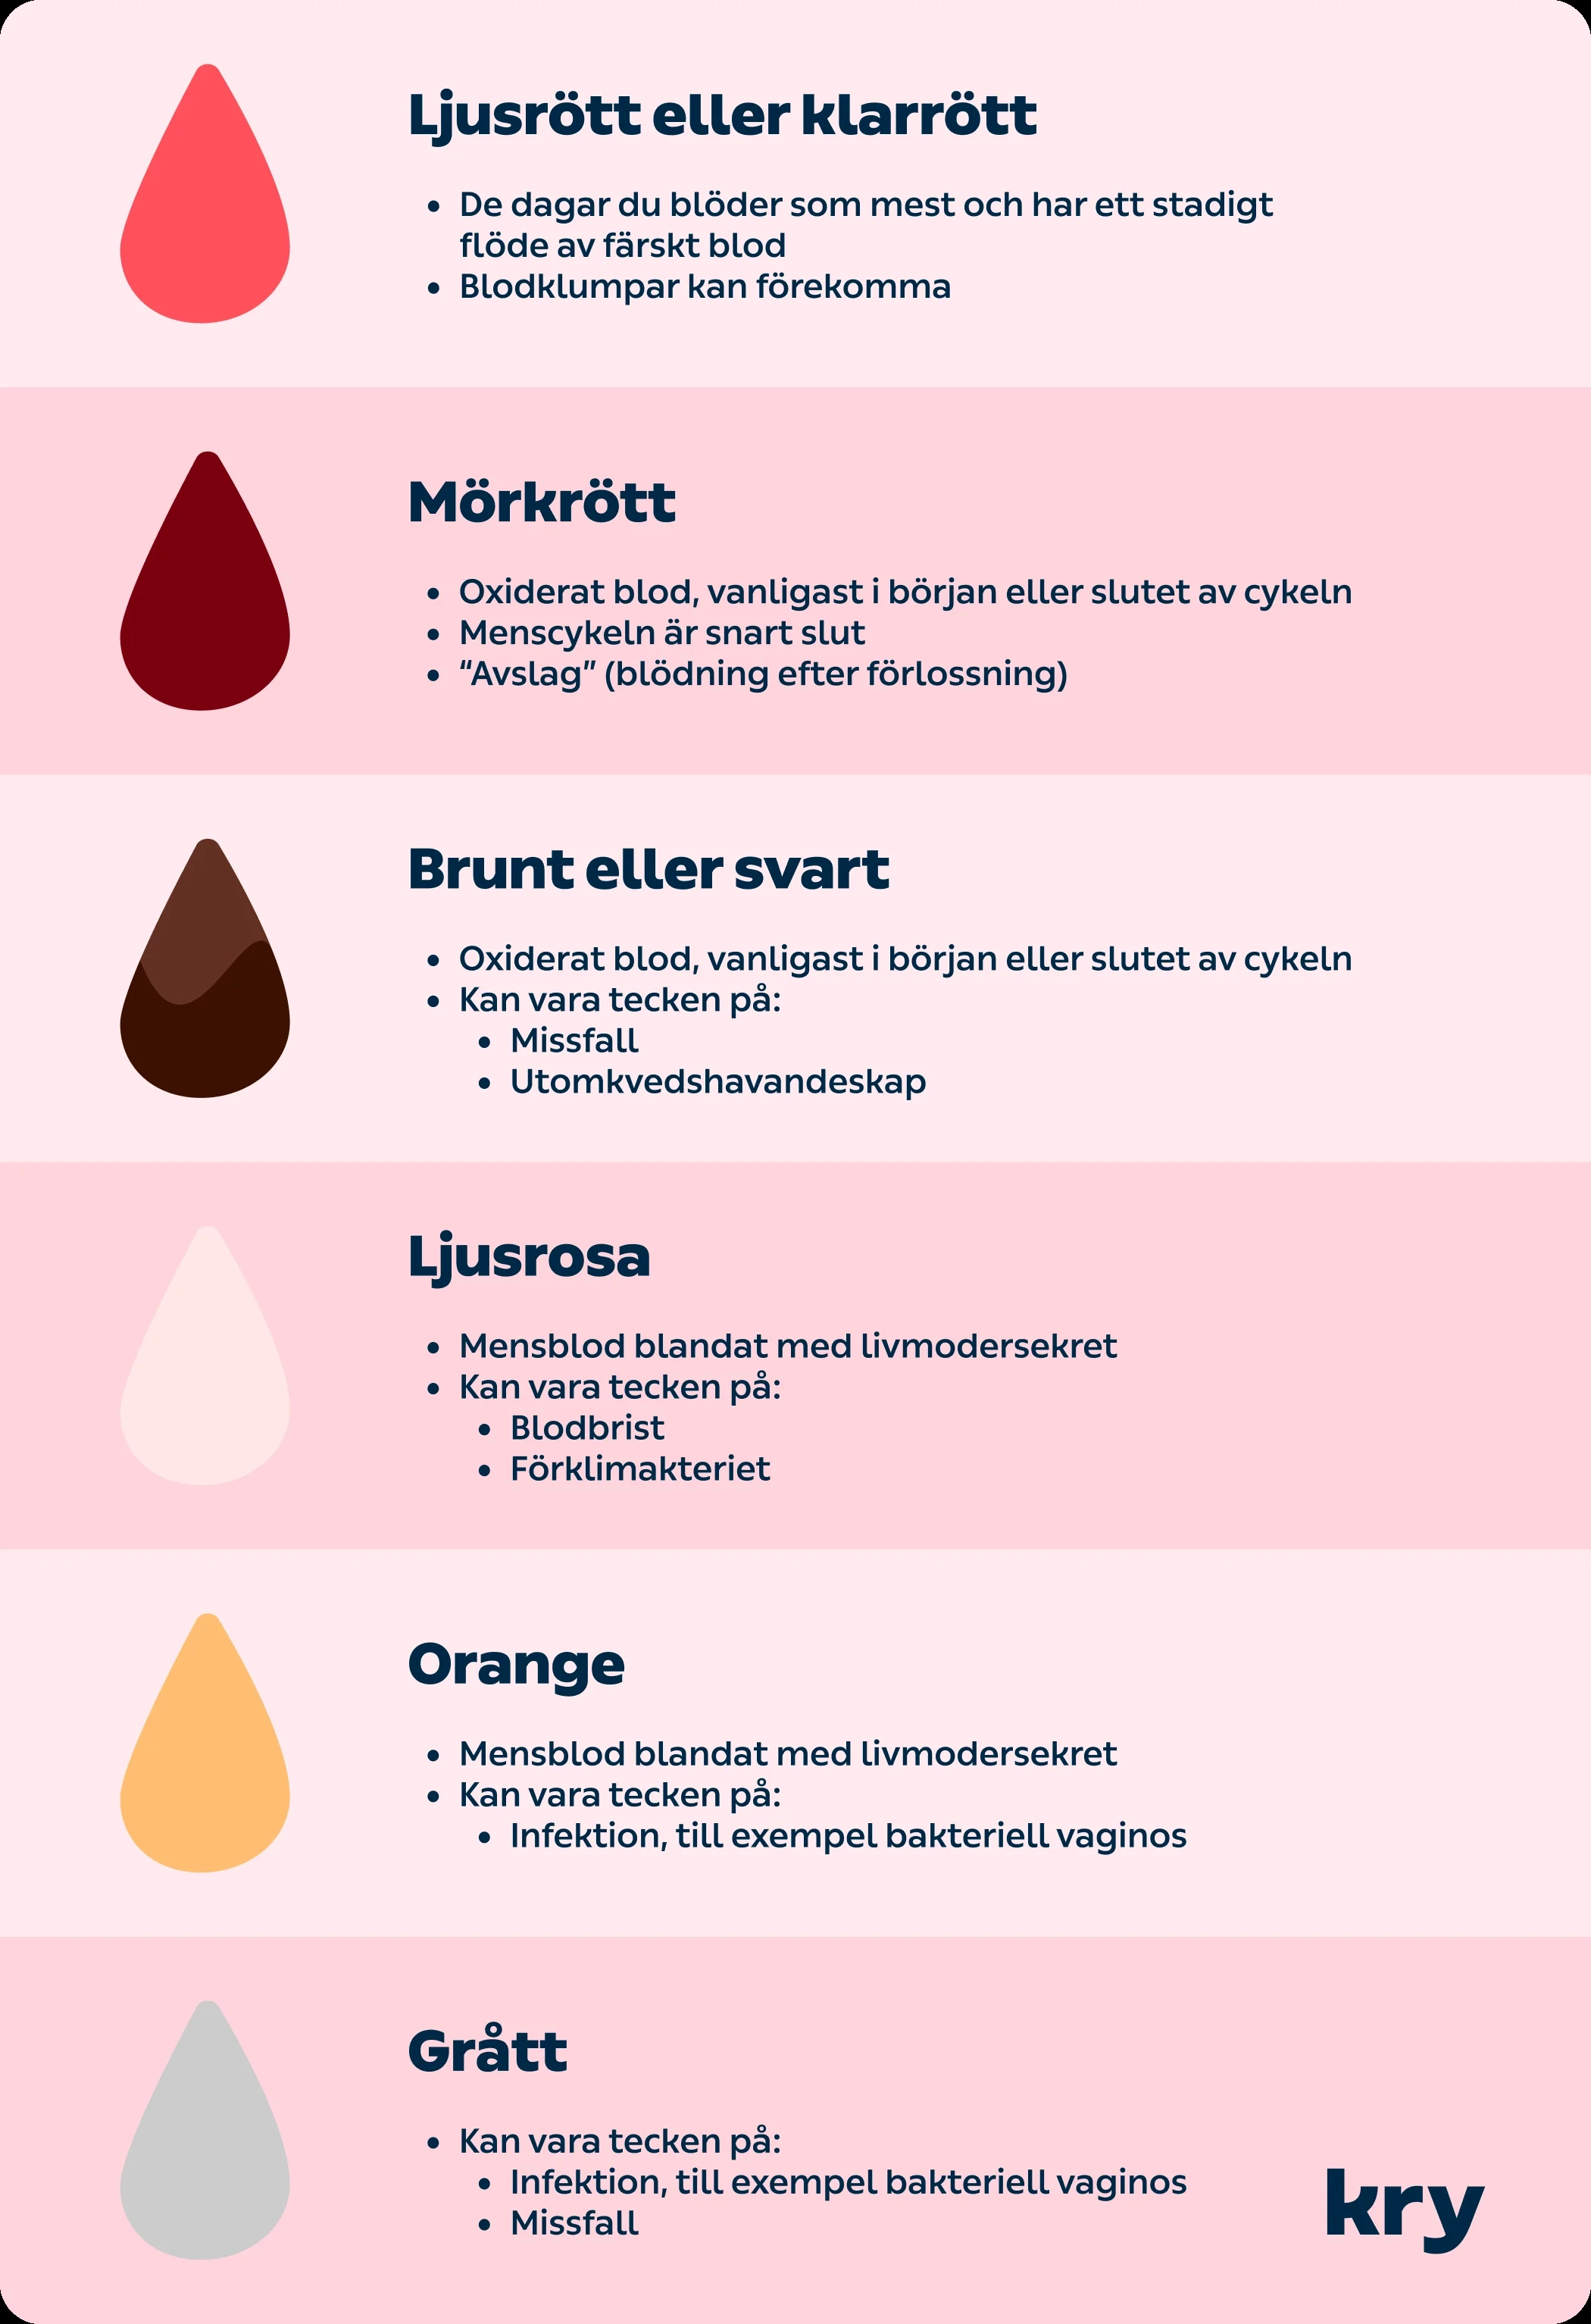 Ljusrött eller klarrött
• De dagar du blöder som mest och har ett stadigt
flöde av färskt blod
• Blodklumpar kan förekomma
Mörkrött
• Oxiderat blod, vanligast i början eller slutet av cykeln
• Menscykeln är snart slut
• “Avslag” (blödning efter förlossning)
Brunt eller svart
• Oxiderat blod, vanligast i början eller slutet av cykeln
• Kan vara tecken på:
• Missfall
• Utomkvedshavandeskap
Ljusrosa
• Mensblod blandat med livmodersekret
• Kan vara tecken på:
• Blodbrist
• Förklimakteriet
Orange
• Mensblod blandat med livmodersekret
• Kan vara tecken på:
• Infektion, till exempel bakteriell vaginos
Grått
• Kan vara tecken på:
• Infektion, till exempel bakteriell vaginos
• Missfall
kry